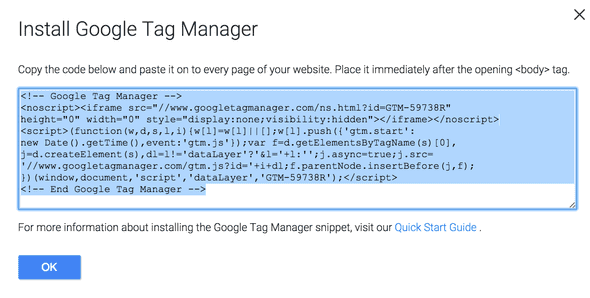 Install Google Tag Manager
Copy the code below and paste it on to every page of your website. Place it immediately after the opening <body> tag.
<!-- Google Tag Manager -->
<noscript><iframe src="//www.googletagmanager.com/ns.html?id=GTM-59738R"
height="0" width="0" style="display:none;visibility:hidden"></iframe></noscript>
<script>(function(w,d,s,l,i){w[l]=w[l]||[];w[l].push({'gtm.start':
new Date().getTime(),event:'gtm.js'});var f=d.getElementsByTagName(s)[0],
j=d.createElement(s),dl=l!='dataLayer'?'&l='+l:'';j.async=true;j.src=
'//www.googletagmanager.com/gtm.js?id='+i+dl;f.parentNode.insertBefore(j,f);
})(window,document,'script','dataLayer','GTM-59738R');</script>
<!-- End Google Tag Manager -->
For more information about installing the Google Tag Manager snippet, visit our Quick Start Guide .
OK